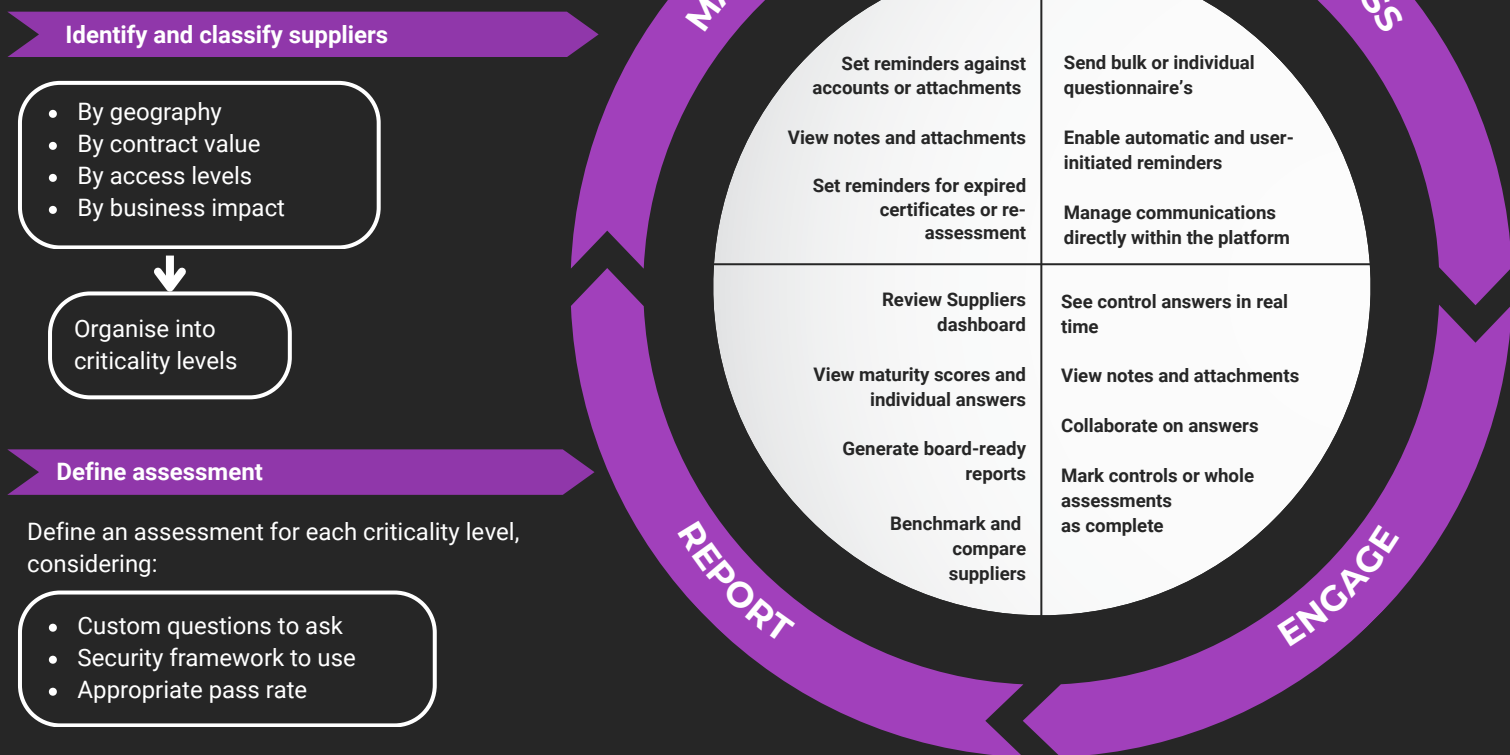 Identify and classify suppliers
By geography
By contract value
By access levels
By business impact
Organise into
criticality levels
Define assessment
Define an assessment for each criticality level,
considering:
Custom questions to ask
Security framework to use
Appropriate pass rate
Set reminders against
accounts or attachments
View notes and attachments
Set reminders for expired
certificates or re-
assessment
Send bulk or individual
questionnaire’s
Enable automatic and user-
initiated reminders
Manage communications
directly within the platform
Review Suppliers
dashboard
View maturity scores and
individual answers
Generate board-ready
reports
Benchmark and
compare
suppliers
See control answers in real
time
View notes and attachments
Collaborate on answers
Mark controls or whole
assessments
as complete
REPORT
ENGAGE